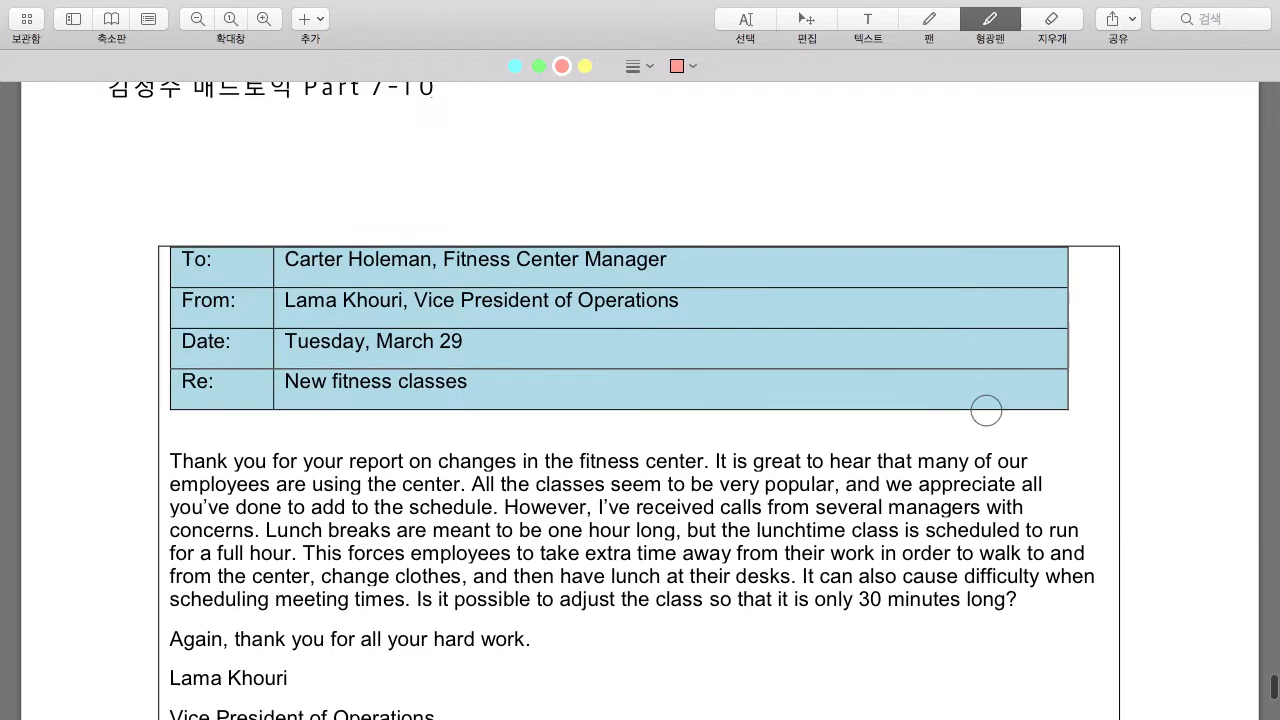 보관함
축소판
확대창
추가
선택
편집
텍스트
펜
형광펜
지우개
공유
검색
김정수 매드토익 Part 7-10
To: Carter Holeman, Fitness Center Manager
From: Lama Khouri, Vice President of Operations
Date: Tuesday, March 29
Re: New fitness classes
Thank you for your report on changes in the fitness center. It is great to hear that many of our
employees are using the center. All the classes seem to be very popular, and we appreciate all
you’ve done to add to the schedule. However, I’ve received calls from several managers with
concerns. Lunch breaks are meant to be one hour long, but the lunchtime class is scheduled to run
for a full hour. This forces employees to take extra time away from their work in order to walk to and
from the center, change clothes, and then have lunch at their desks. It can also cause difficulty when
scheduling meeting times. Is it possible to adjust the class so that it is only 30 minutes long?
Again, thank you for all your hard work.
Lama Khouri
Vice President of Operations